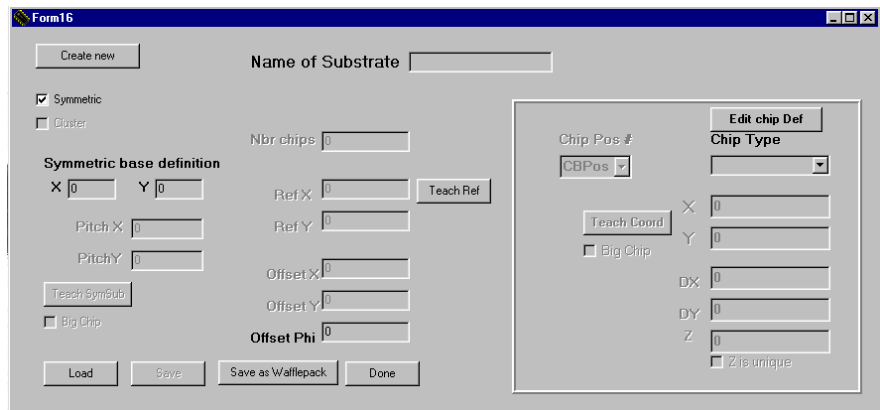 Form16
Create new
Name of Substrate
Symmetric
Cluster
Symmetric base definition
X 0 Y 0
Pitch X 0
PitchY 0
Teach SymSub
Big Chip
Nbr chips 0
Ref X 0 Teach Ref
Ref Y 0
Offset X 0
Offset Y 0
Offset Phi 0
Load Save Save as Wafflepack Done
Edit chip Def
Chip Pos # Chip Type
CBPos
Teach Coord
Big Chip
X 0
Y 0
DX 0
DY 0
Z 0
Z is unique